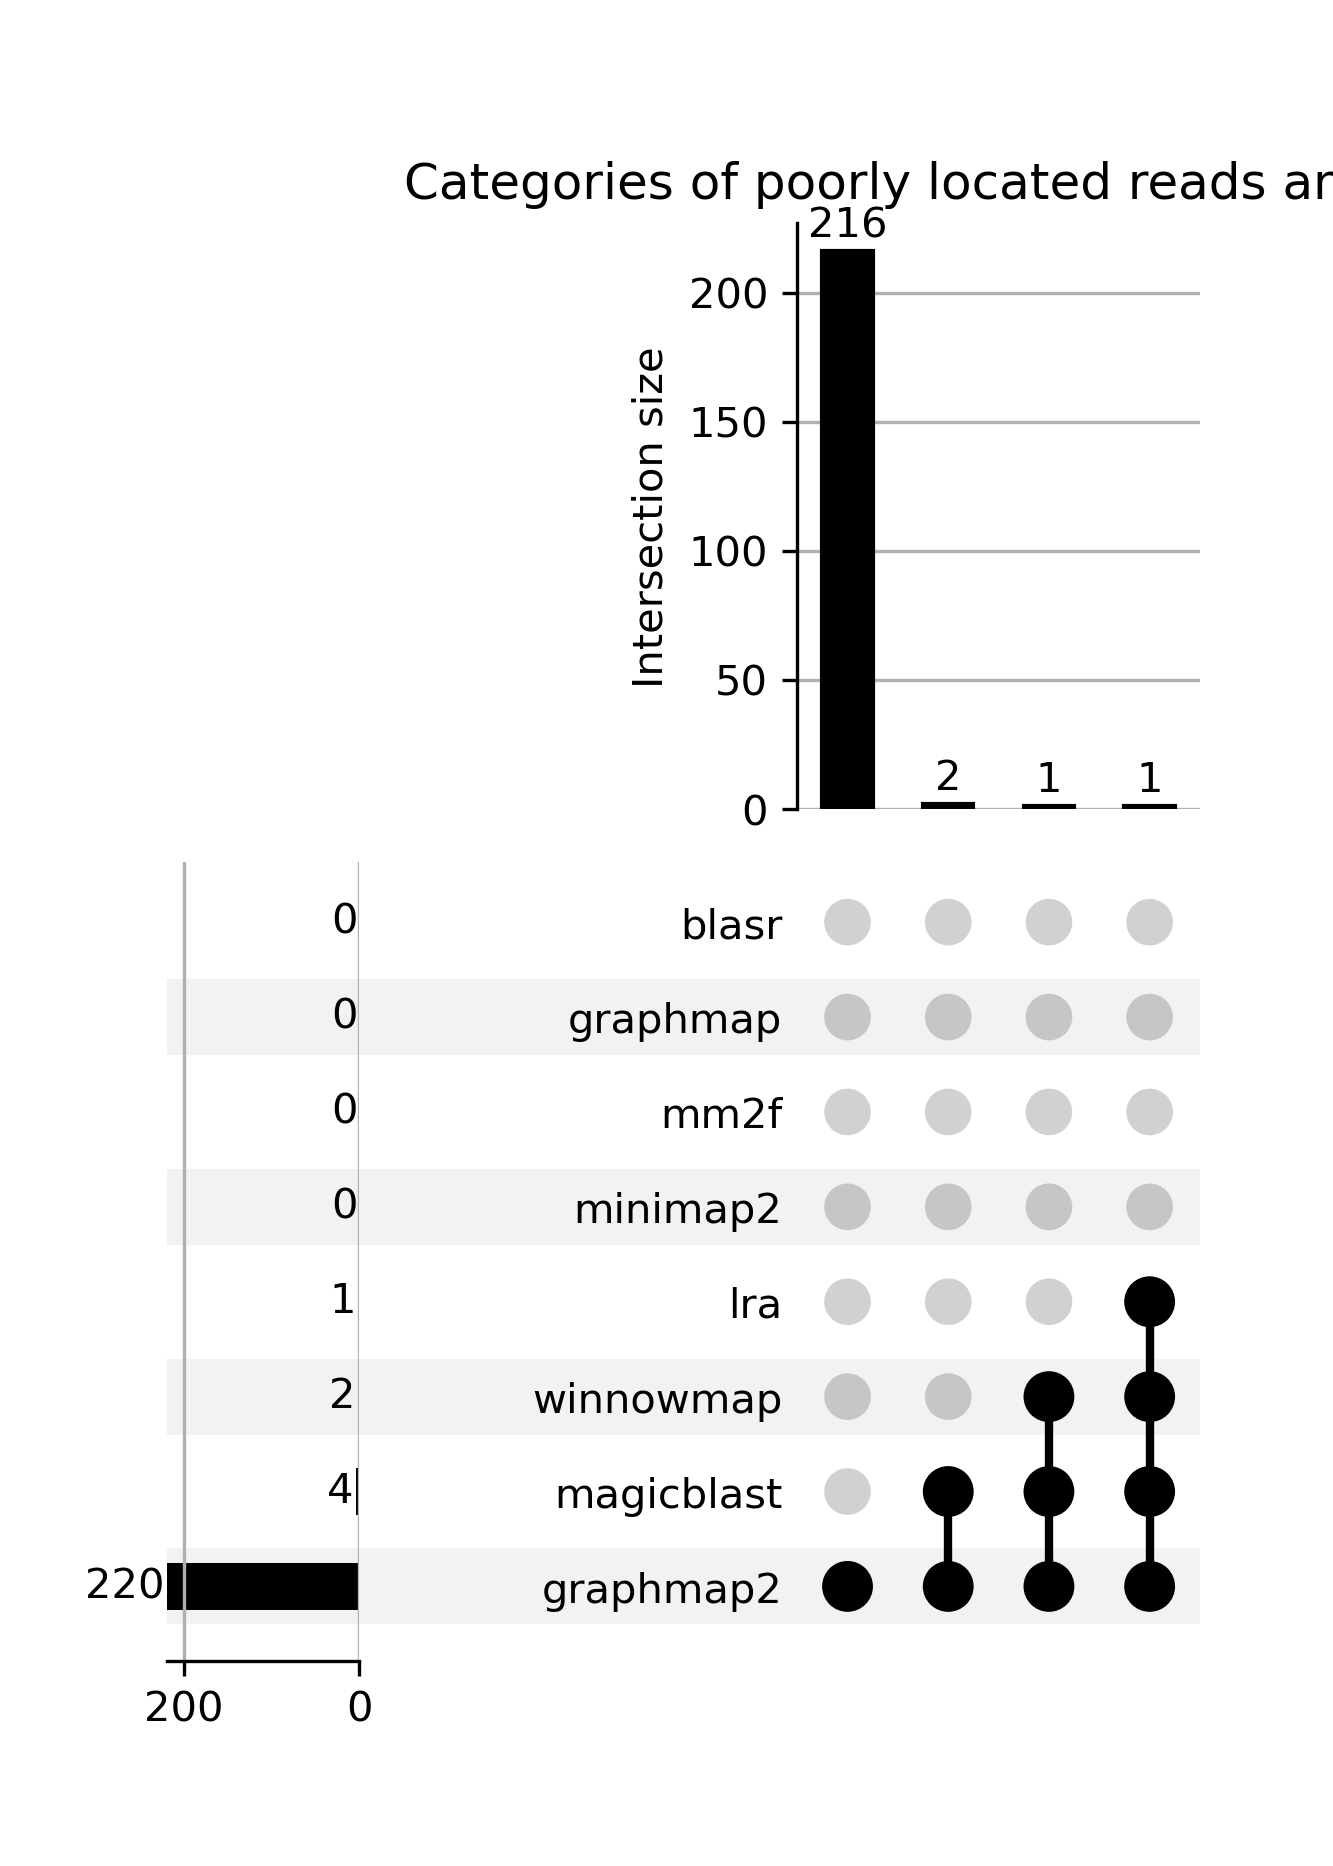 Categories of poorly located reads ar
216
Intersection size
200
150
100
50
0
2
1
1
0 blasr
0 graphmap
0 mm2f
0 minimap2
1 lra
2 winnowmap
4 magicblast
220 graphmap2
200 0